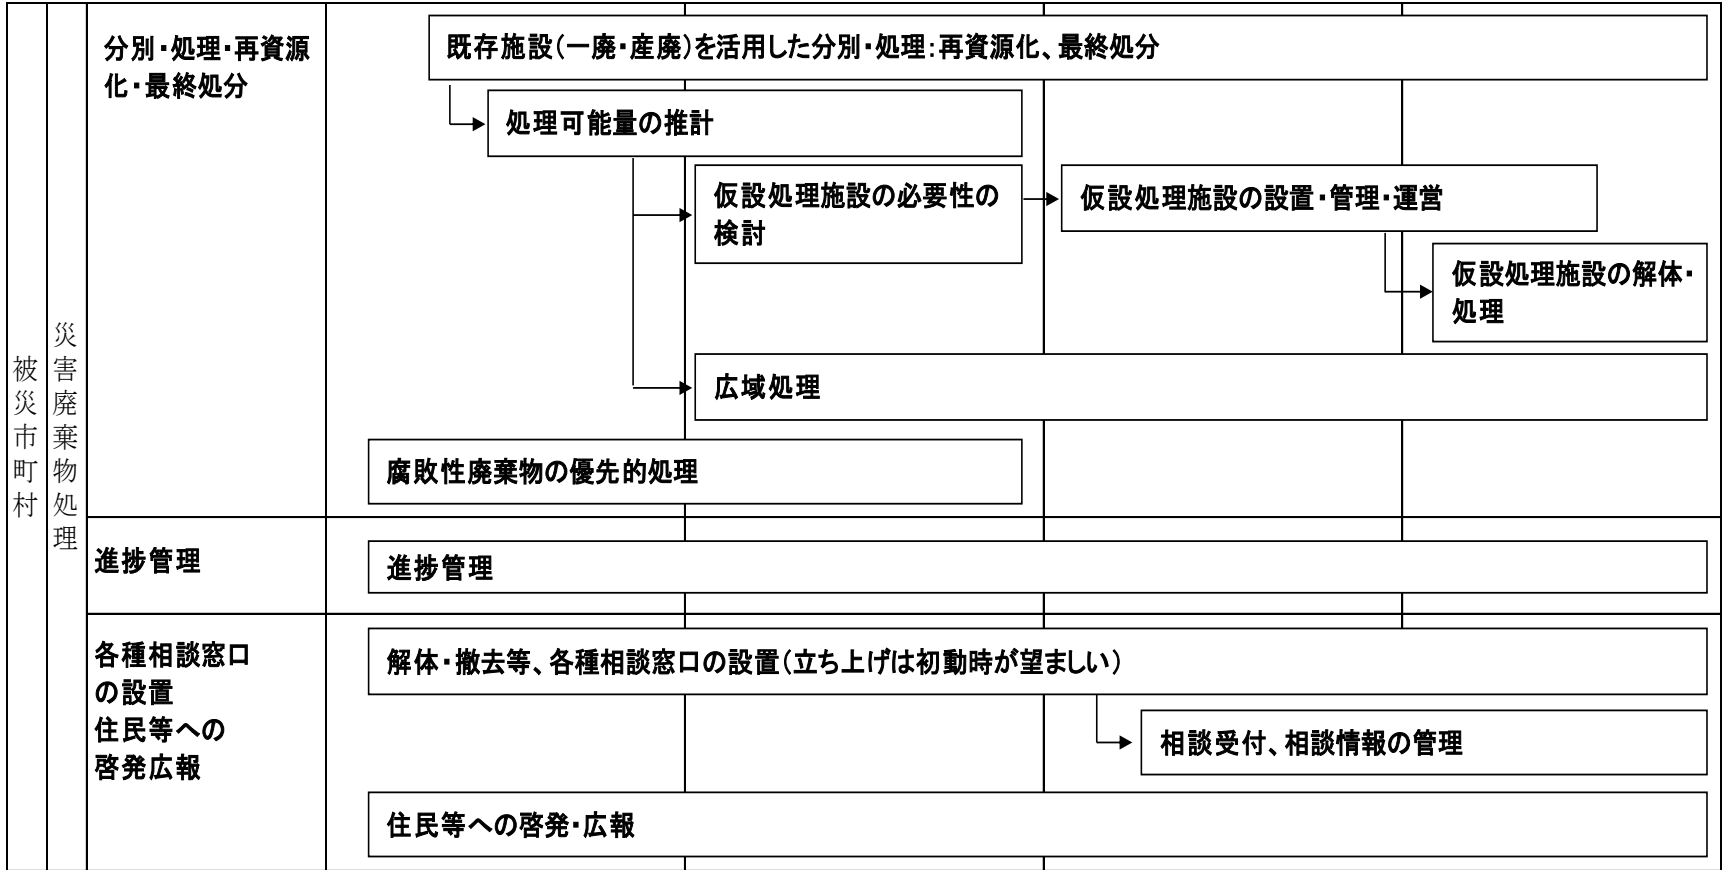 被災市町村
災害廃棄物処理
分別・処理・再資源
化・最終処分
既存施設（一廃・産廃）を活用した分別・処理：再資源化、最終処分
処理可能量の推計
仮設処理施設の必要性の
検討
仮設処理施設の設置・管理・運営
仮設処理施設の解体・
処理
広域処理
腐敗性廃棄物の優先的処理
進捗管理
進捗管理
各種相談窓口
の設置
住民等への
啓発広報
解体・撤去等、各種相談窓口の設置（立ち上げは初動時が望ましい）
相談受付、相談情報の管理
住民等への啓発・広報